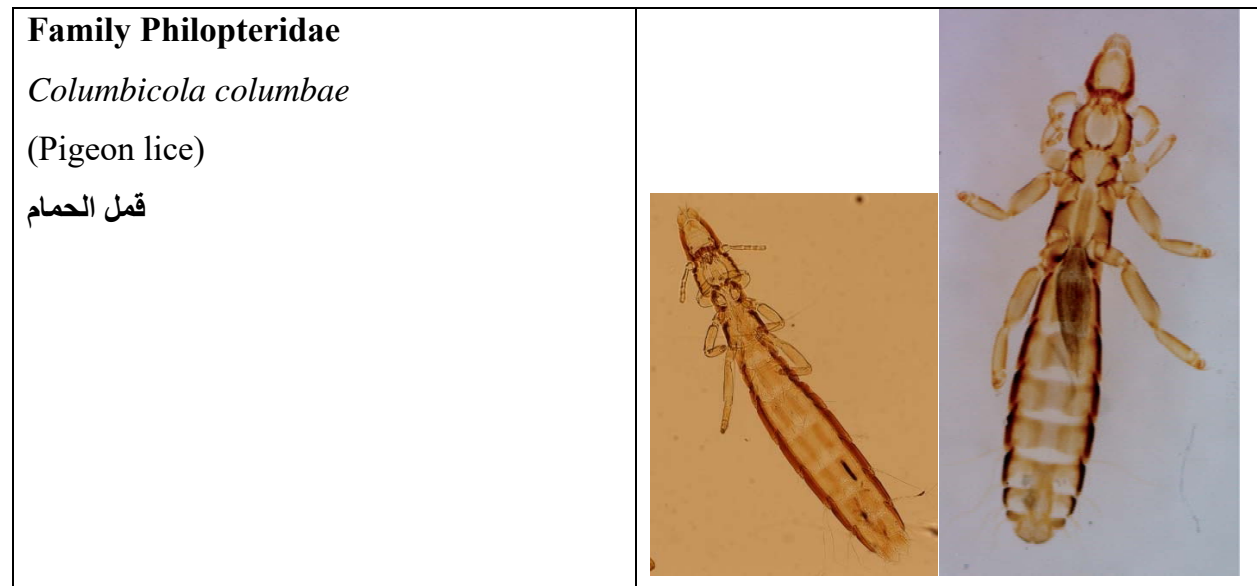 Family Philopteridae
Columbicola columbae
(Pigeon lice)
قمل الحمام